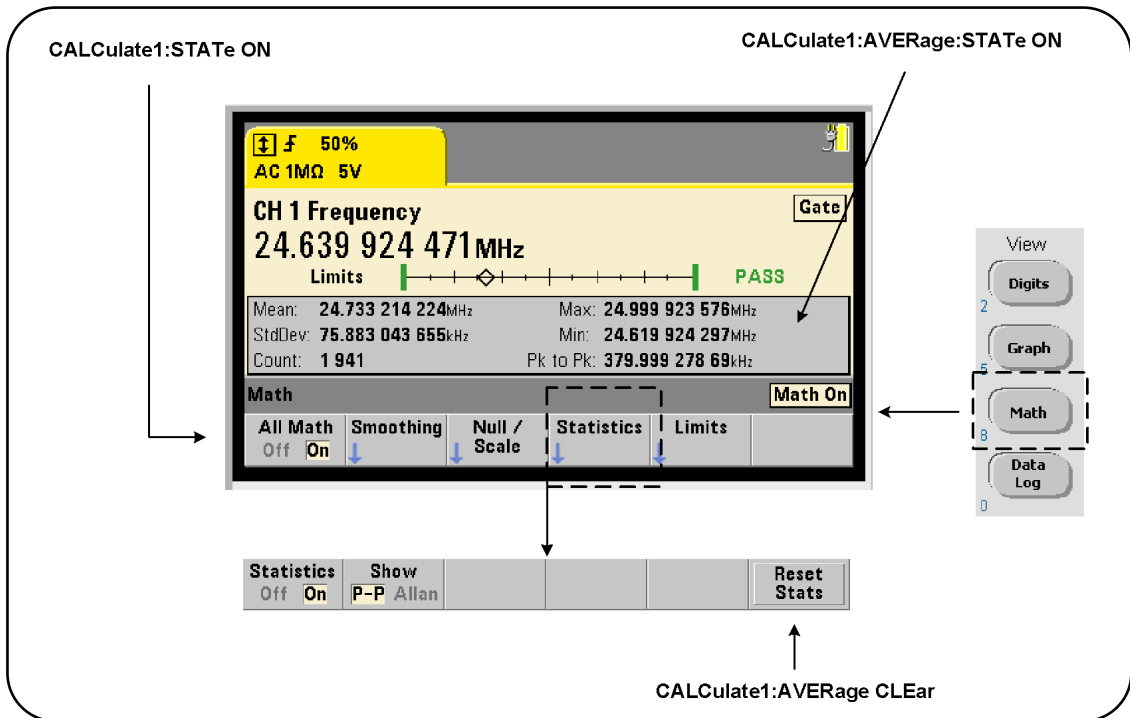 CALCulate1:STATe ON
CALCulate1:AVERage:STATe ON
50%
AC 1MΩ 5V
CH 1 Frequency
Gate
24.639 924 471 MHz
Limits
PASS
Mean: 24.733 214 224MHz
Max: 24.999 923 576MHz
StdDev: 75.883 043 655kHz
Min: 24.619 924 297MHz
Count: 1 941
Pk to Pk: 379.999 278 69kHz
Math
Math On
All Math
Off On
Smoothing
Null /
Scale
Statistics
Limits
View
Digits
2
Graph
5
Math
8
Data
Log
0
Statistics
Off On
Show
P-P Allan
Reset
Stats
CALCulate1:AVERage CLEar